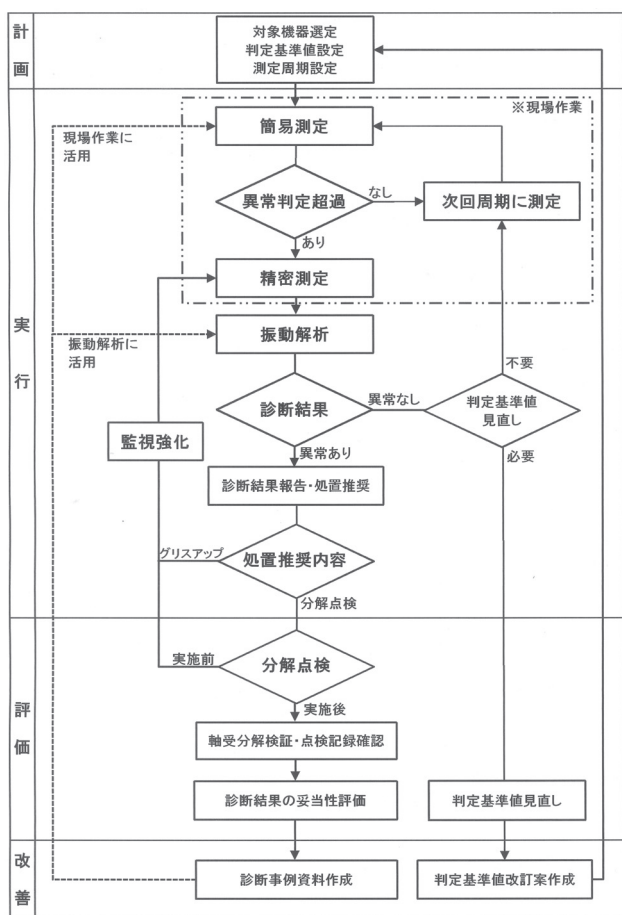 計画
対象機器選定
判定基準値設定
測定周期設定
実行
※現場作業
現場作業に
活用
簡易測定
異常判定超過
なし
次回周期に測定
あり
精密測定
振動解析に
活用
振動解析
不要
診断結果
異常なし
判定基準値
見直し
監視強化
異常あり
必要
診断結果報告・処置推奨
グリスアップ
処置推奨内容
分解点検
評価
実施前
分解点検
実施後
軸受分解検証・点検記録確認
診断結果の妥当性評価
判定基準値見直し
改善
診断事例資料作成
判定基準値改訂案作成